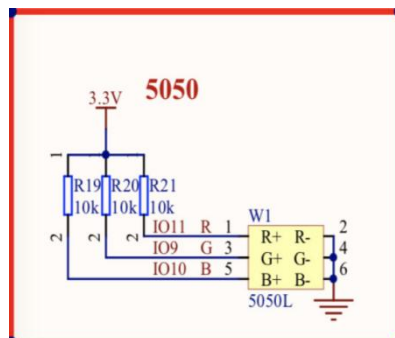 5050
3.3V
1
R19 R20 R21
10k 10k 10k
2 2 2
IO11 R 1
IO9 G 3
IO10 B 5
W1
R+ R- 2
G+ G- 4
B+ B- 6
5050L